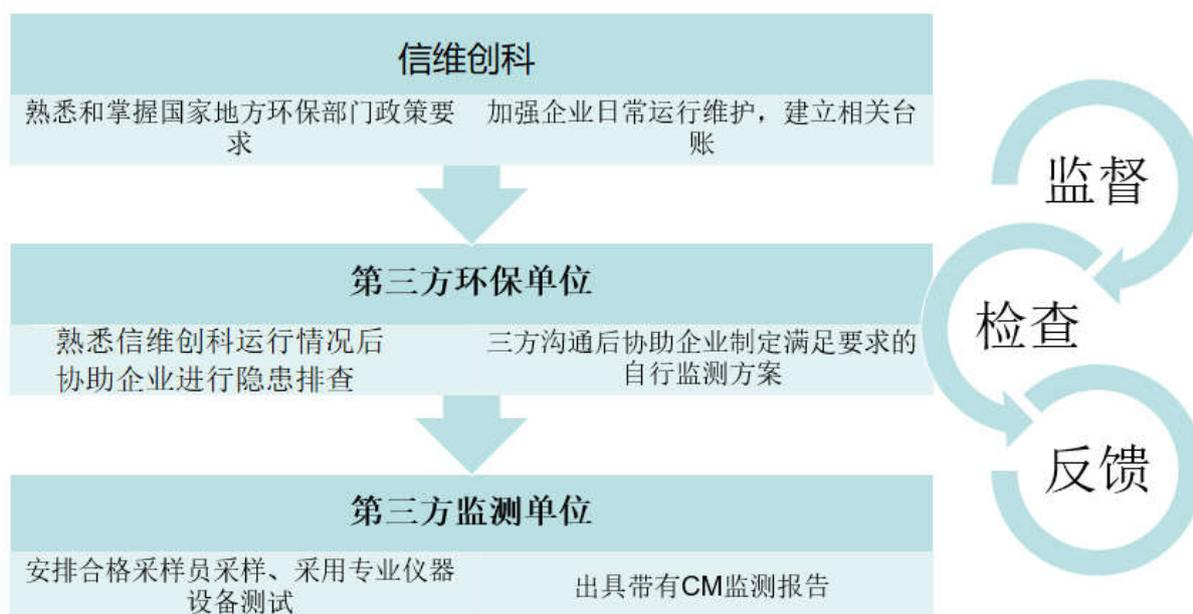 信维创科
熟悉和掌握国家地方环保部门政策要
求
加强企业日常运行维护，建立相关台
账
第三方环保单位
熟悉信维创科运行情况后
协助企业进行隐患排查
三方沟通后协助企业制定满足要求的
自行监测方案
第三方监测单位
安排合格采样员采样、采用专业仪器
设备测试
出具带有CM监测报告
监督
检查
反馈